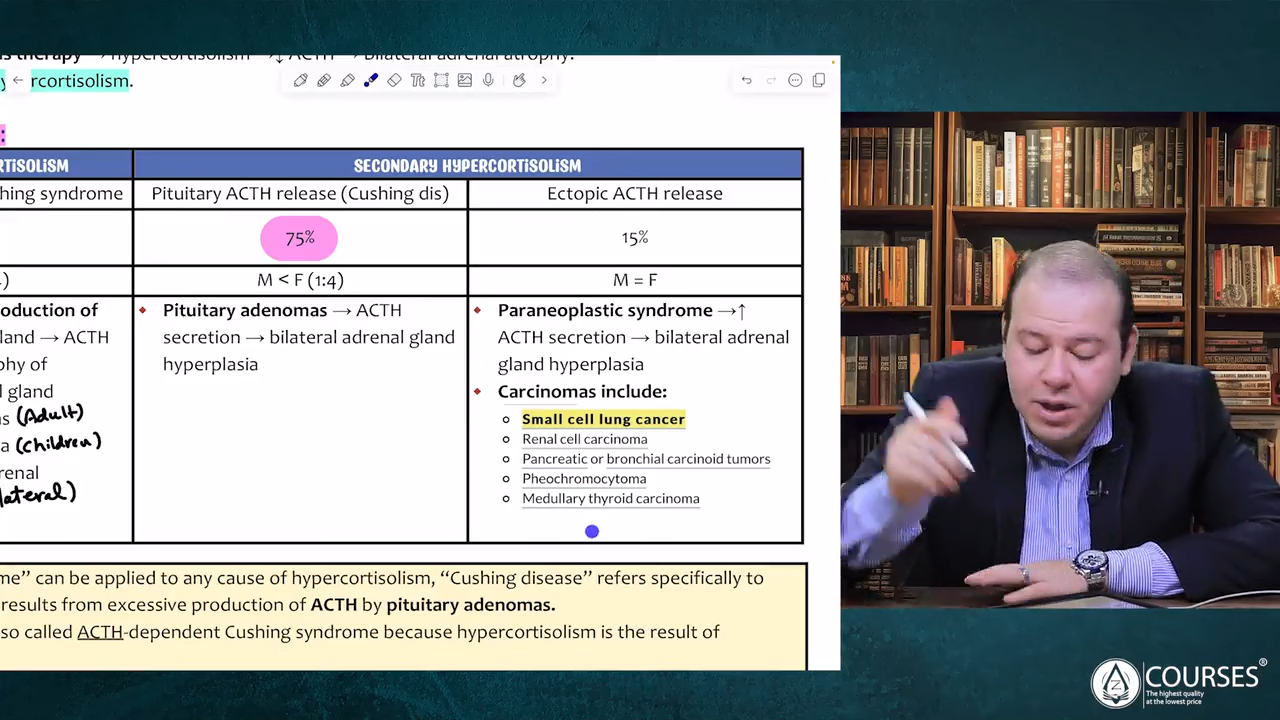 s therapy → hypercortisolism → ↓ ACTH → Bilateral adrenal atrophy.
rcortisolism.
:
RTISOLISM
SECONDARY HYPERCORTISOLISM
hing syndrome
Pituitary ACTH release (Cushing dis)
Ectopic ACTH release
75%
15%
M < F (1:4)
M = F
oduction of
land → ACTH
phy of
l gland
s (Adult)
a (Children)
renal
lateral)
Pituitary adenomas → ACTH
secretion → bilateral adrenal gland
hyperplasia
Paraneoplastic syndrome →↑
ACTH secretion → bilateral adrenal
gland hyperplasia
Carcinomas include:
Small cell lung cancer
Renal cell carcinoma
Pancreatic or bronchial carcinoid tumors
Pheochromocytoma
Medullary thyroid carcinoma
me” can be applied to any cause of hypercortisolism, “Cushing disease” refers specifically to
results from excessive production of ACTH by pituitary adenomas.
so called ACTH-dependent Cushing syndrome because hypercortisolism is the result of
Z COURSES®
The highest quality
at the lowest price